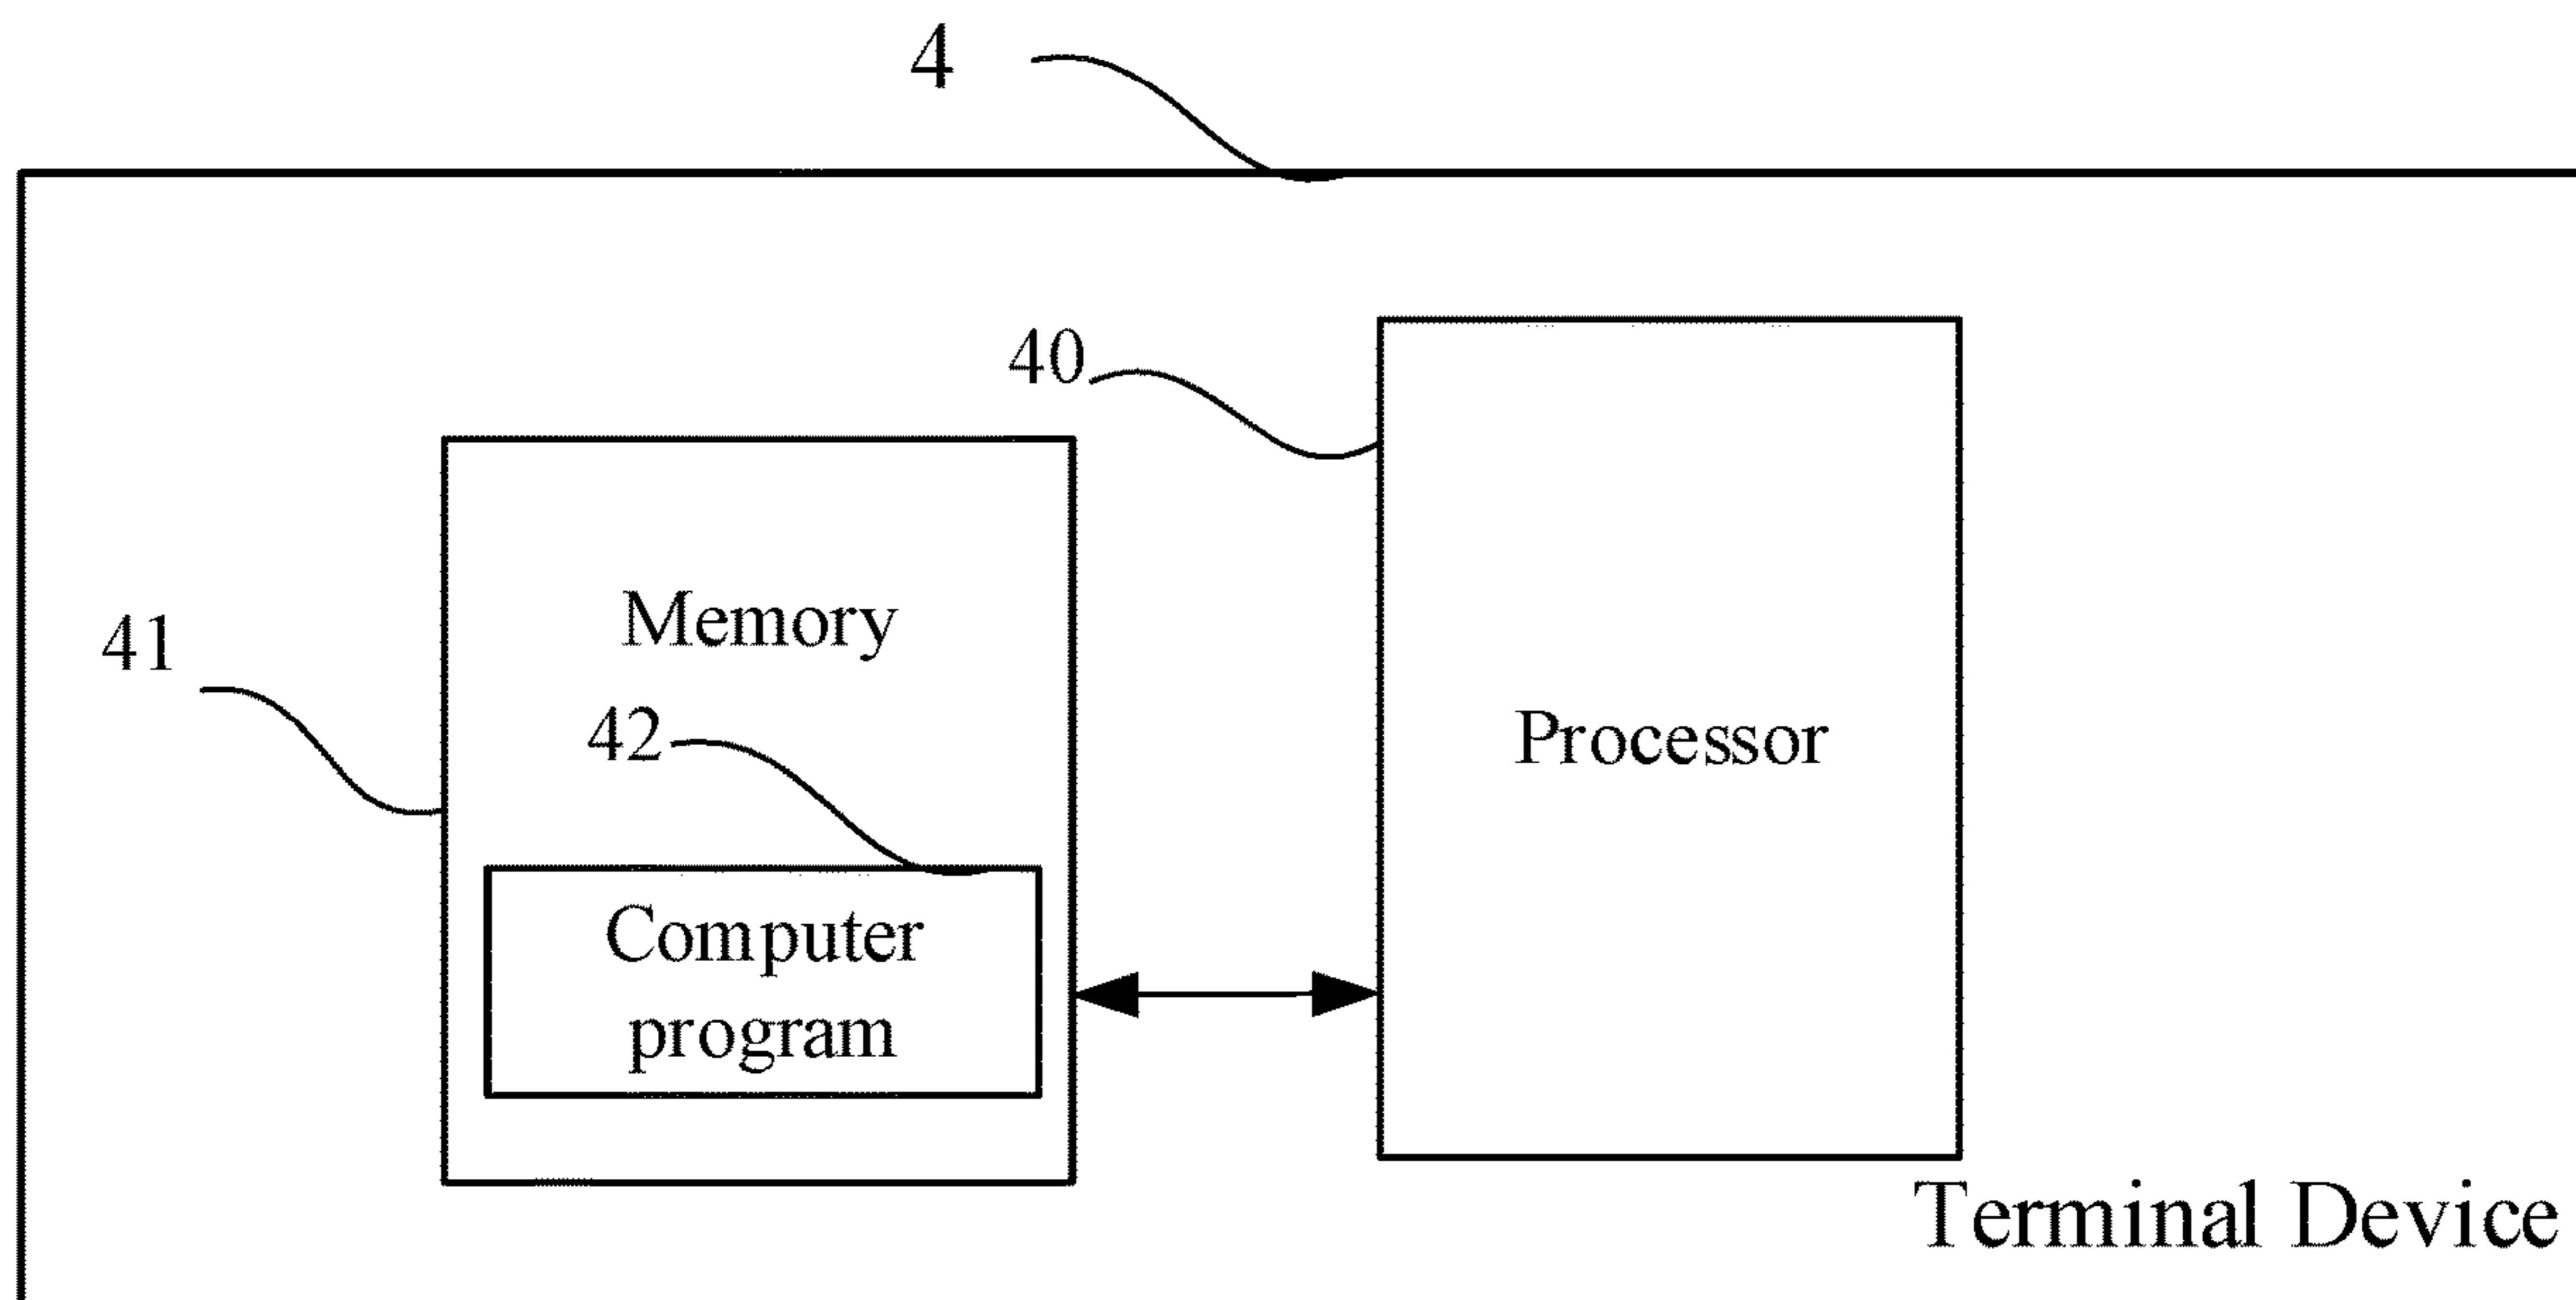 4
40
41
Memory
42
Processor
Computer
program
Terminal Device